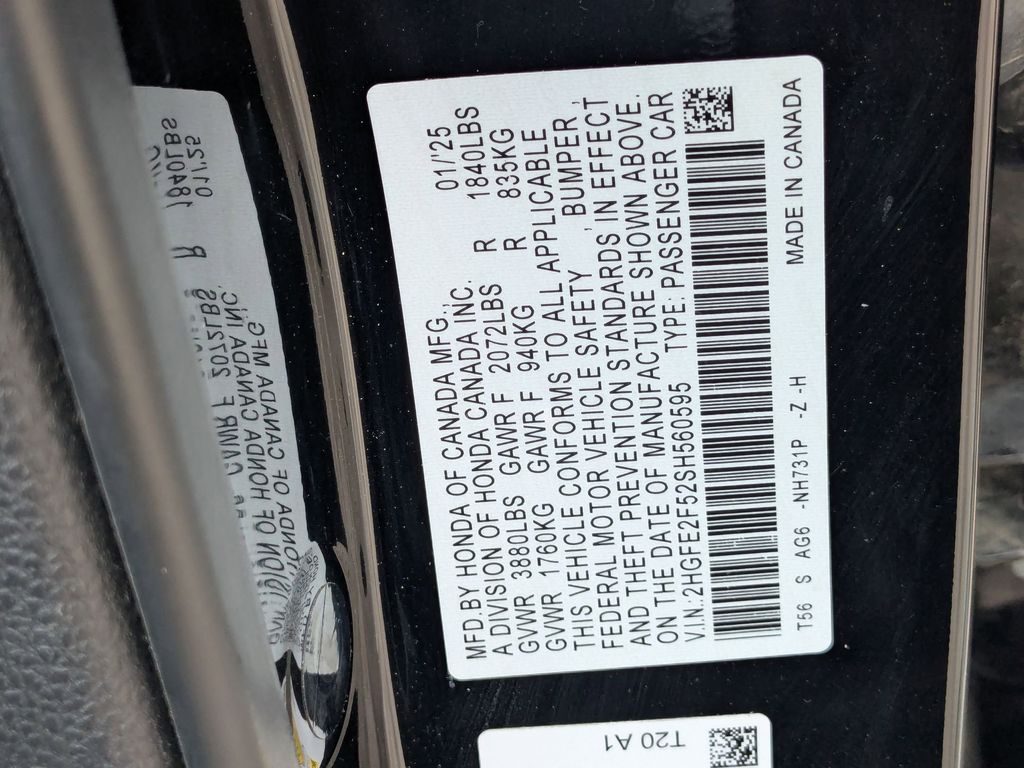 MFD.BY HONDA OF CANADA MFG., 01/'25
A DIVISION OF HONDA CANADA INC.
GVWR 3880LBS GAWR F 2072LBS R 1840LBS
GVWR 1760KG GAWR F 940KG R 835KG
THIS VEHICLE CONFORMS TO ALL APPLICABLE
FEDERAL MOTOR VEHICLE SAFETY , BUMPER,
AND THEFT PREVENTION STANDARDS, IN EFFECT
ON THE DATE OF MANUFACTURE SHOWN ABOVE.
V.I.N.:2HGFE2F52SH560595 TYPE: PASSENGER CAR
T56 S AG6 -NH731P -Z -H MADE IN CANADA
T20 A1